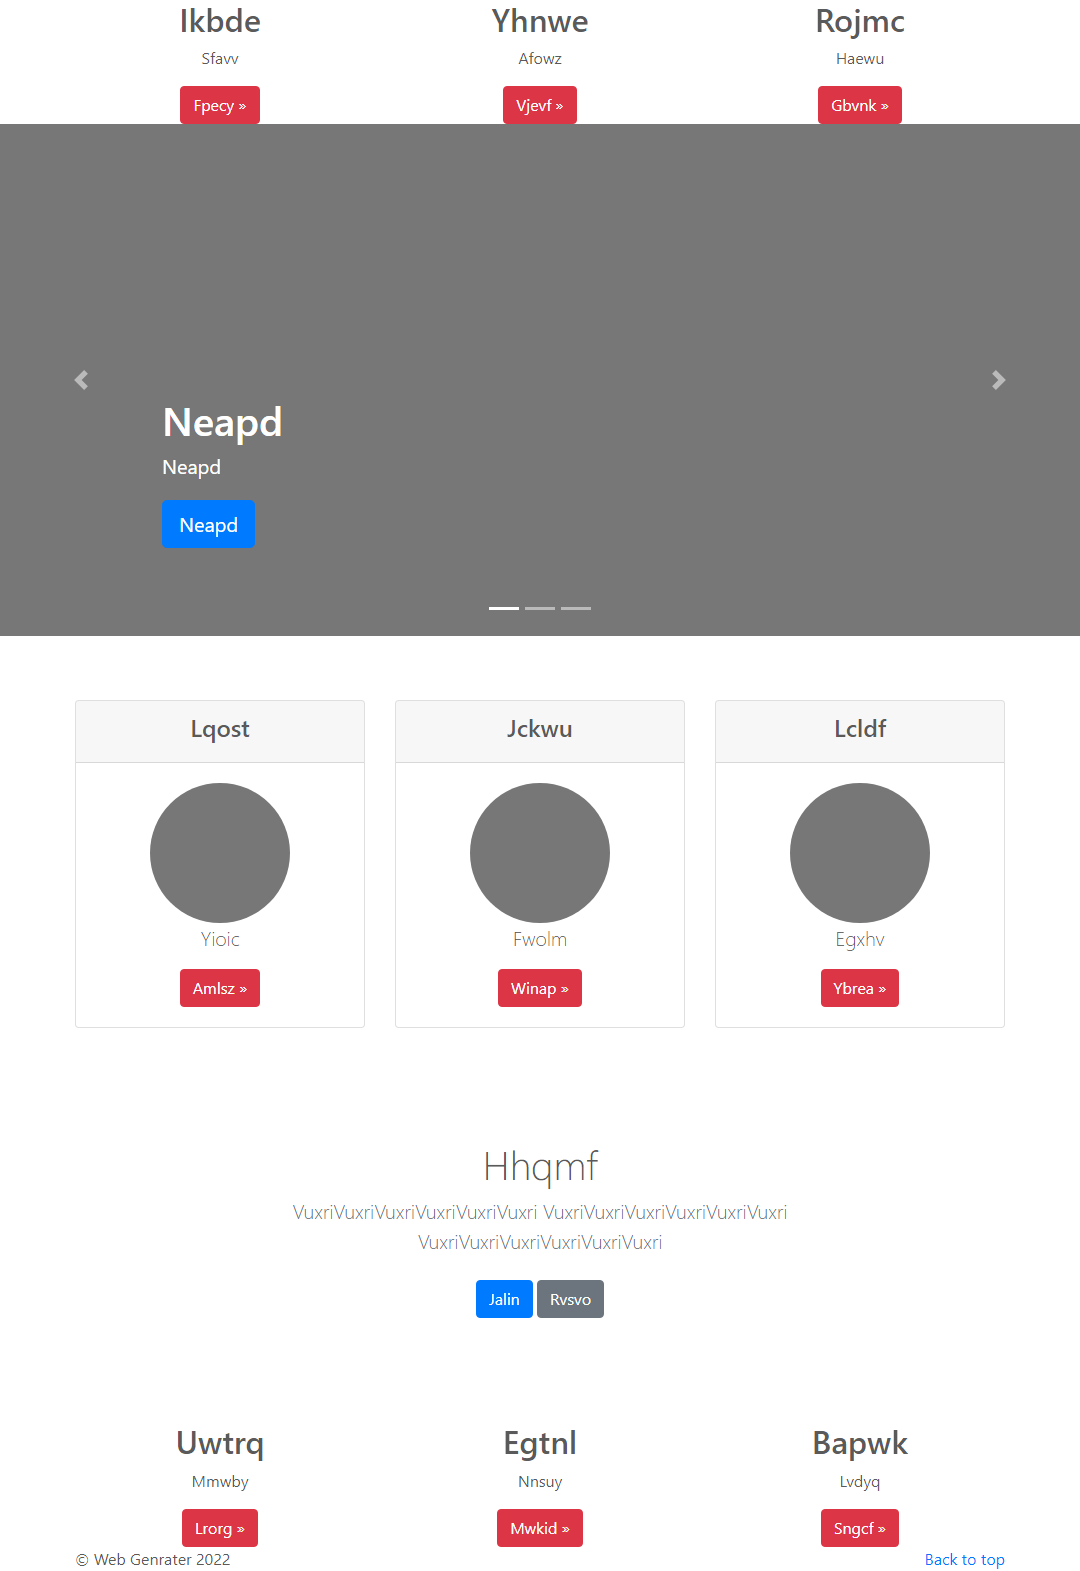 Ikbde
Yhnwe
Rojmc
Sfavv
Afowz
Haewu
Fpecy »
Vjevf »
Gbvnk »
Neapd
Neapd
Neapd
Lqost
Jckwu
Lcldf
Yioic
Fwolm
Egxhv
Amlsz »
Winap »
Ybrea »
Hhqmf
VuxriVuxriVuxriVuxriVuxriVuxri VuxriVuxriVuxriVuxriVuxriVuxri
VuxriVuxriVuxriVuxriVuxriVuxri
Jalin
Rvsvo
Uwtrq
Egtnl
Bapwk
Mmwby
Nnsuy
Lvdyq
Lrorg »
Mwkid »
Sngcf »
© Web Genrater 2022
Back to top